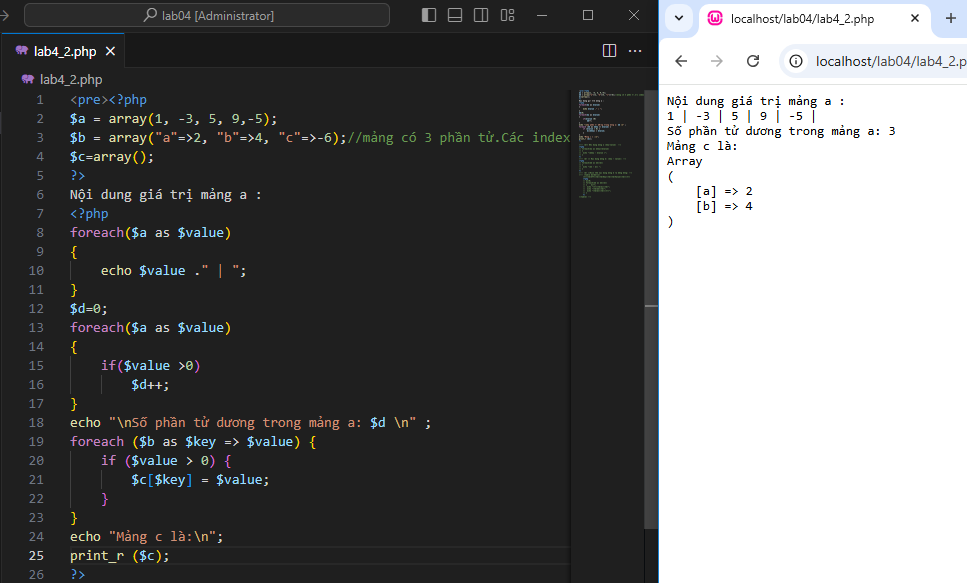 lab04 [Administrator]
lab4_2.php
lab4_2.php
1 <pre><?php
2 $a = array(1, -3, 5, 9,-5);
3 $b = array("a"=>2, "b"=>4, "c"=>-6);//mảng có 3 phần tử.Các index
4 $c=array();
5 ?>
6 Nội dung giá trị mảng a :
7 <?php
8 foreach($a as $value)
9 {
10 echo $value ." | ";
11 }
12 $d=0;
13 foreach($a as $value)
14 {
15 if($value >0)
16 $d++;
17 }
18 echo "\nSố phần tử dương trong mảng a: $d \n" ;
19 foreach ($b as $key => $value) {
20 if ($value > 0) {
21 $c[$key] = $value;
22 }
23 }
24 echo "Mảng c là:\n";
25 print_r ($c);
26 ?>
localhost/lab04/lab4_2.php
localhost/lab04/lab4_2.p
Nội dung giá trị mảng a :
1 | -3 | 5 | 9 | -5 |
Số phần tử dương trong mảng a: 3
Mảng c là:
Array
(
[a] => 2
[b] => 4
)